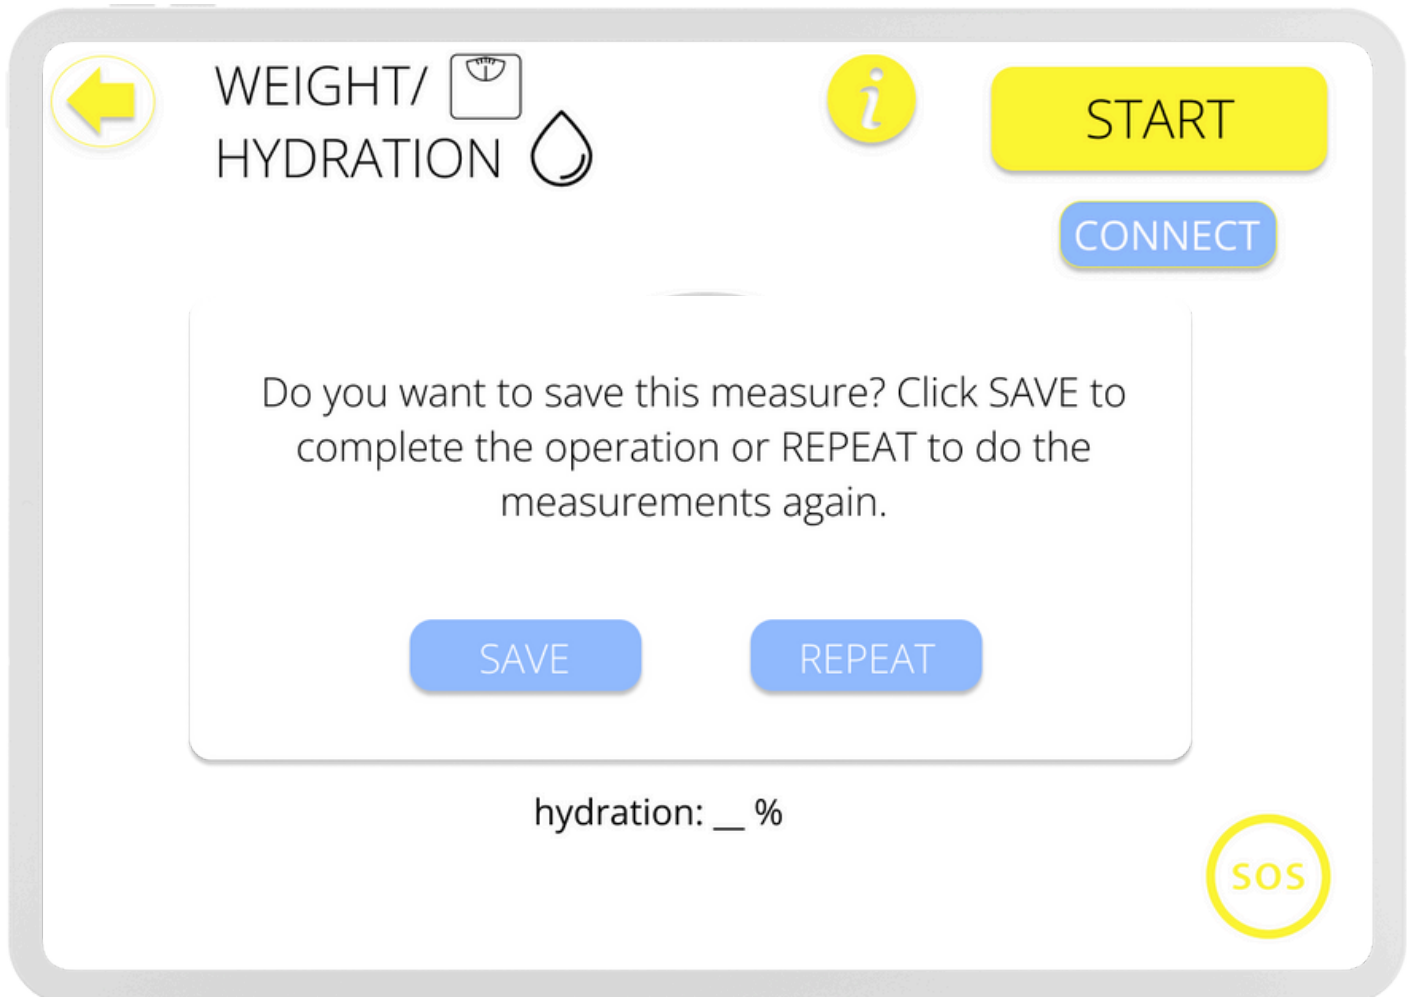 WEIGHT/
HYDRATION
i
START
CONNECT
Do you want to save this measure? Click SAVE to
complete the operation or REPEAT to do the
measurements again.
SAVE
REPEAT
hydration: __ %
SOS